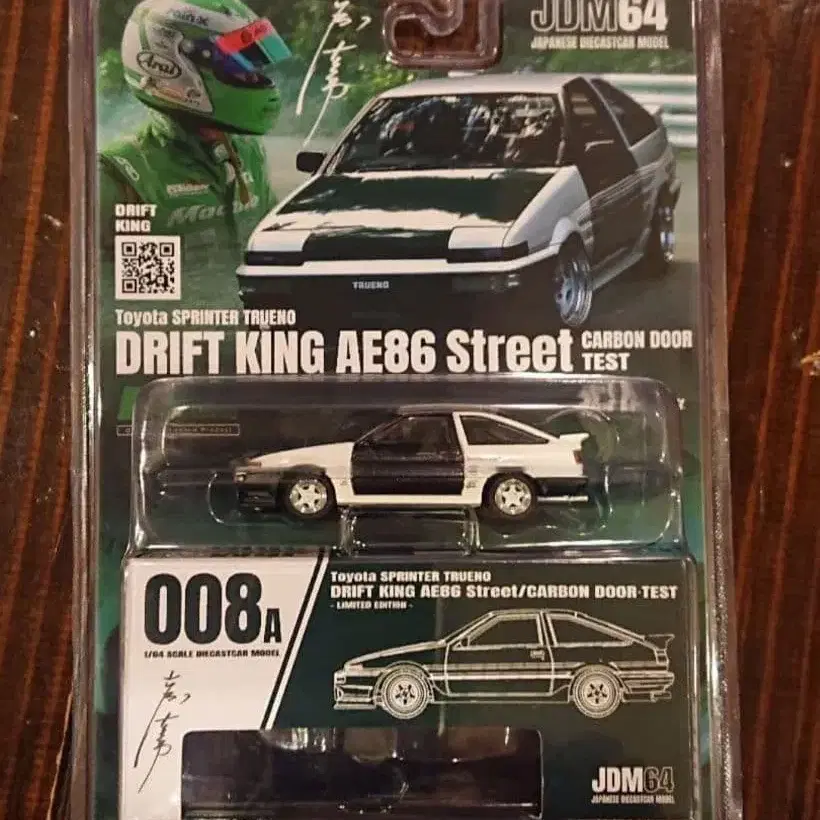 JDM64
JAPANESE DIECASTCAR MODEL
Arai
DRIFT
KING
TRUENO
Toyota SPRINTER TRUENO
DRIFT KING AE86 Street CARBON DOOR
TEST
008A
1/64 SCALE DIECASTCAR MODEL
Toyota SPRINTER TRUENO
DRIFT KING AE86 Street/CARBON DOOR·TEST
- LIMITED EDITION -
JDM64
JAPANESE DIECASTCAR MODEL